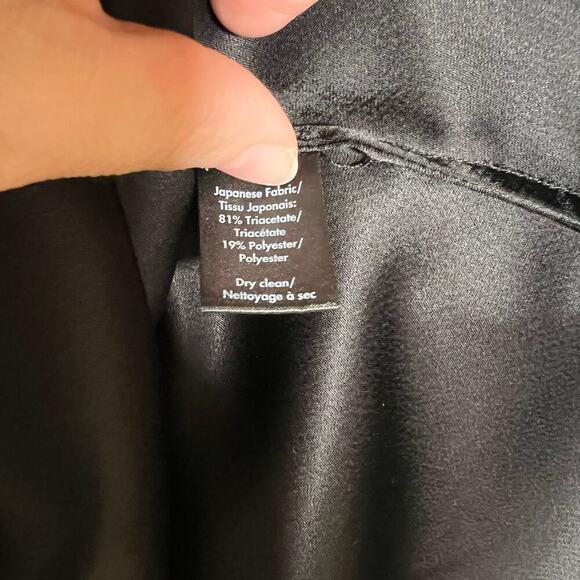 Japanese Fabric/
Tissu Japonais:
81% Triacetate/
Triacétate
19% Polyester/
Polyester
Dry clean/
Nettoyage à sec